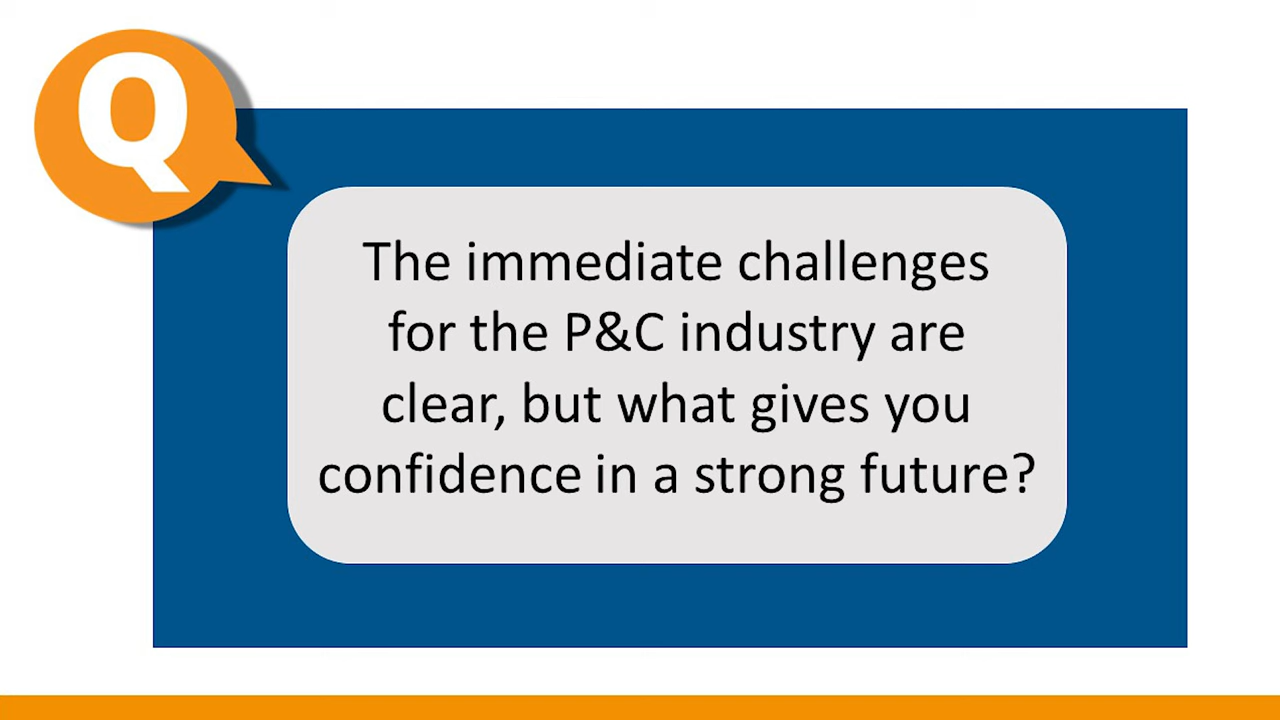 Q
The immediate challenges
for the P&C industry are
clear, but what gives you
confidence in a strong future?